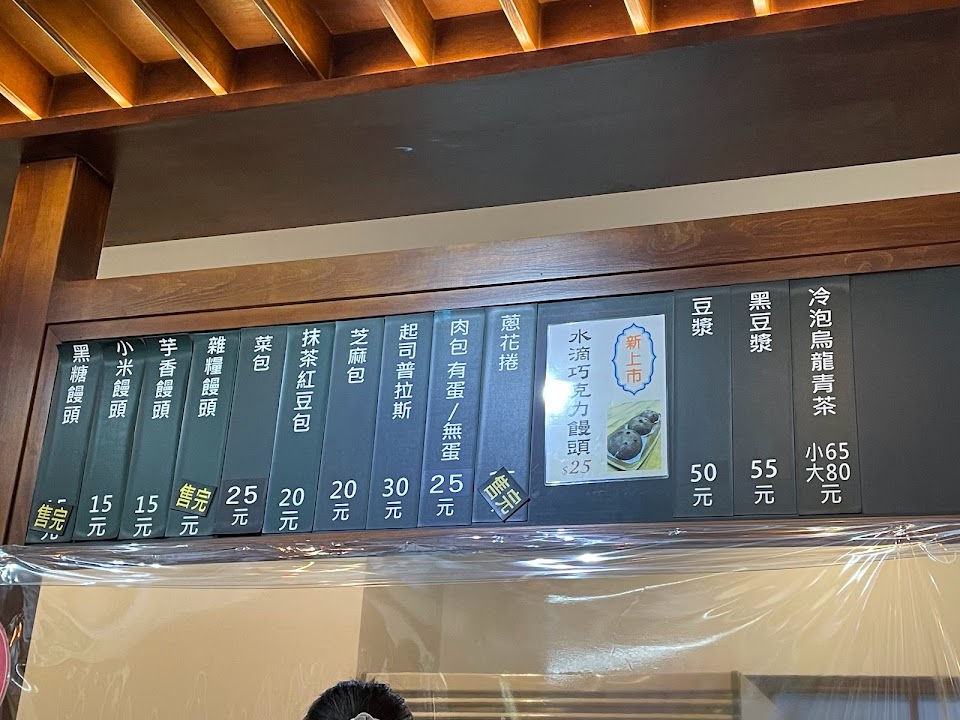 黑糖饅頭
售完
元
小米饅頭
15
元
芋香饅頭
15
元
雜糧饅頭
售完
元
菜包
25
元
抹茶紅豆包
20
元
芝麻包
20
元
起司普拉斯
30
元
肉包 有蛋/無蛋
25
元
蔥花捲
售完
新上市
水滴巧克力饅頭
$25
豆漿
50
元
黑豆漿
55
元
冷泡烏龍青茶
小65
大80
元